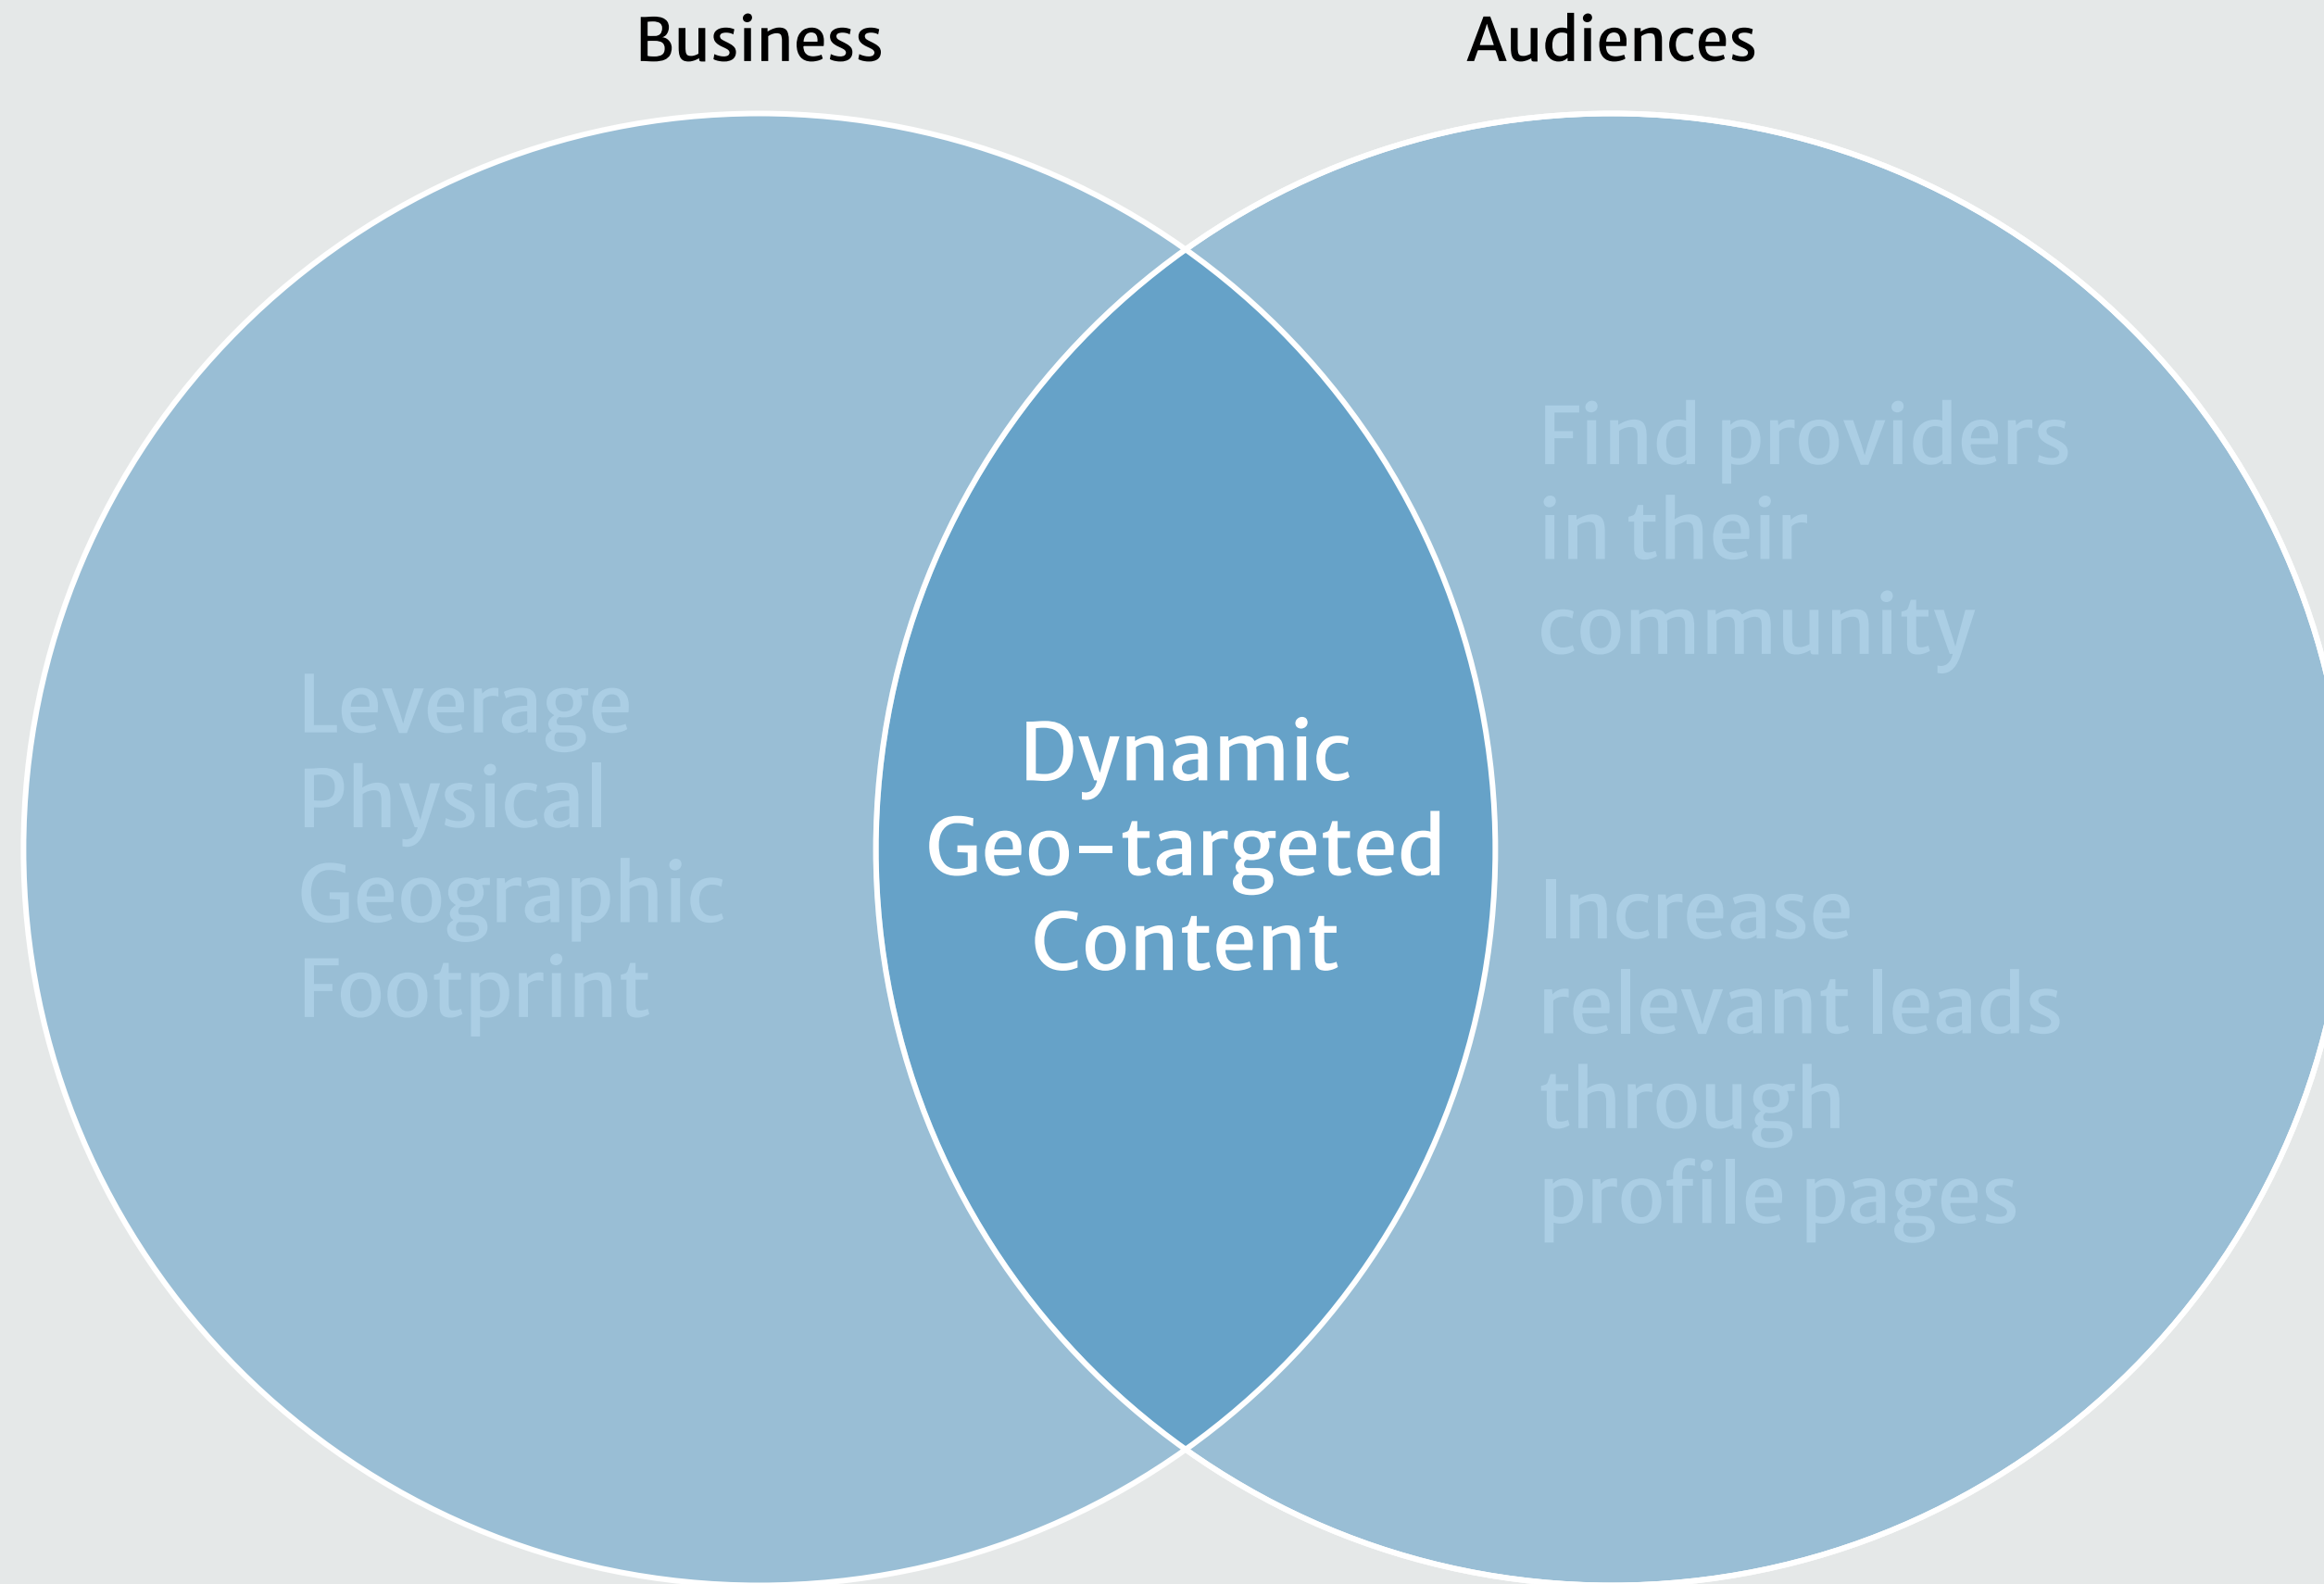 Business
Audiences
Leverage
Physical
Geographic
Footprint
Dynamic
Geo-targeted
Content
Find providers
in their
community
Increase
relevant leads
through
profile pages